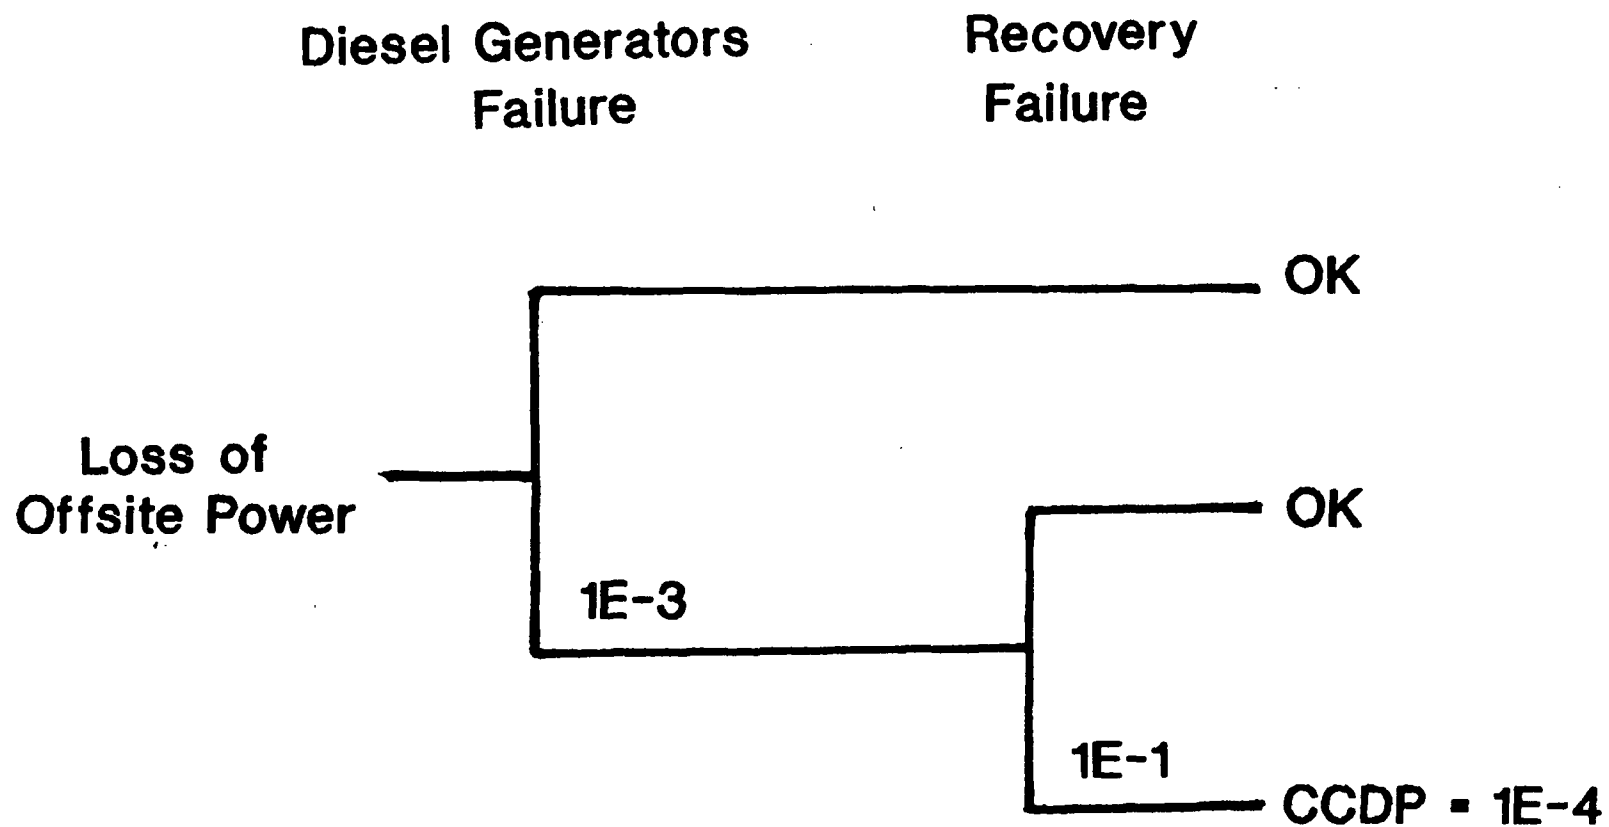 Diesel Generators
Failure
Recovery
Failure
OK
Loss of
Offsite Power
OK
1E-3
1E-1
CCDP = 1E-4